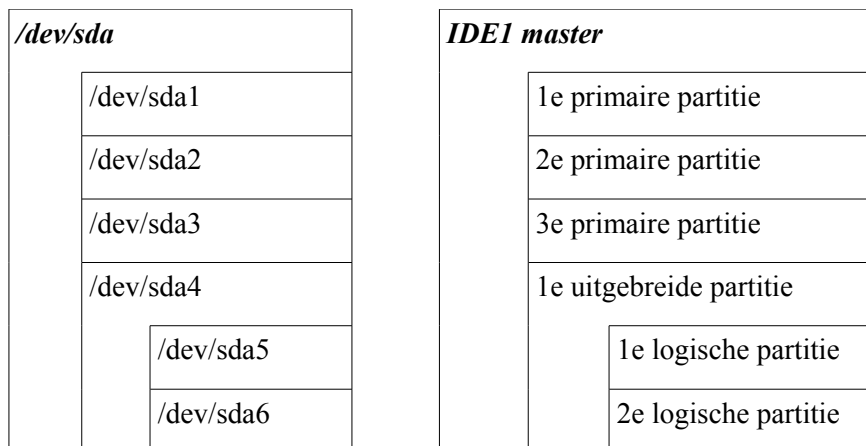 /dev/sda
/dev/sda1
/dev/sda2
/dev/sda3
/dev/sda4
/dev/sda5
/dev/sda6
IDE1 master
1e primaire partitie
2e primaire partitie
3e primaire partitie
1e uitgebreide partitie
1e logische partitie
2e logische partitie